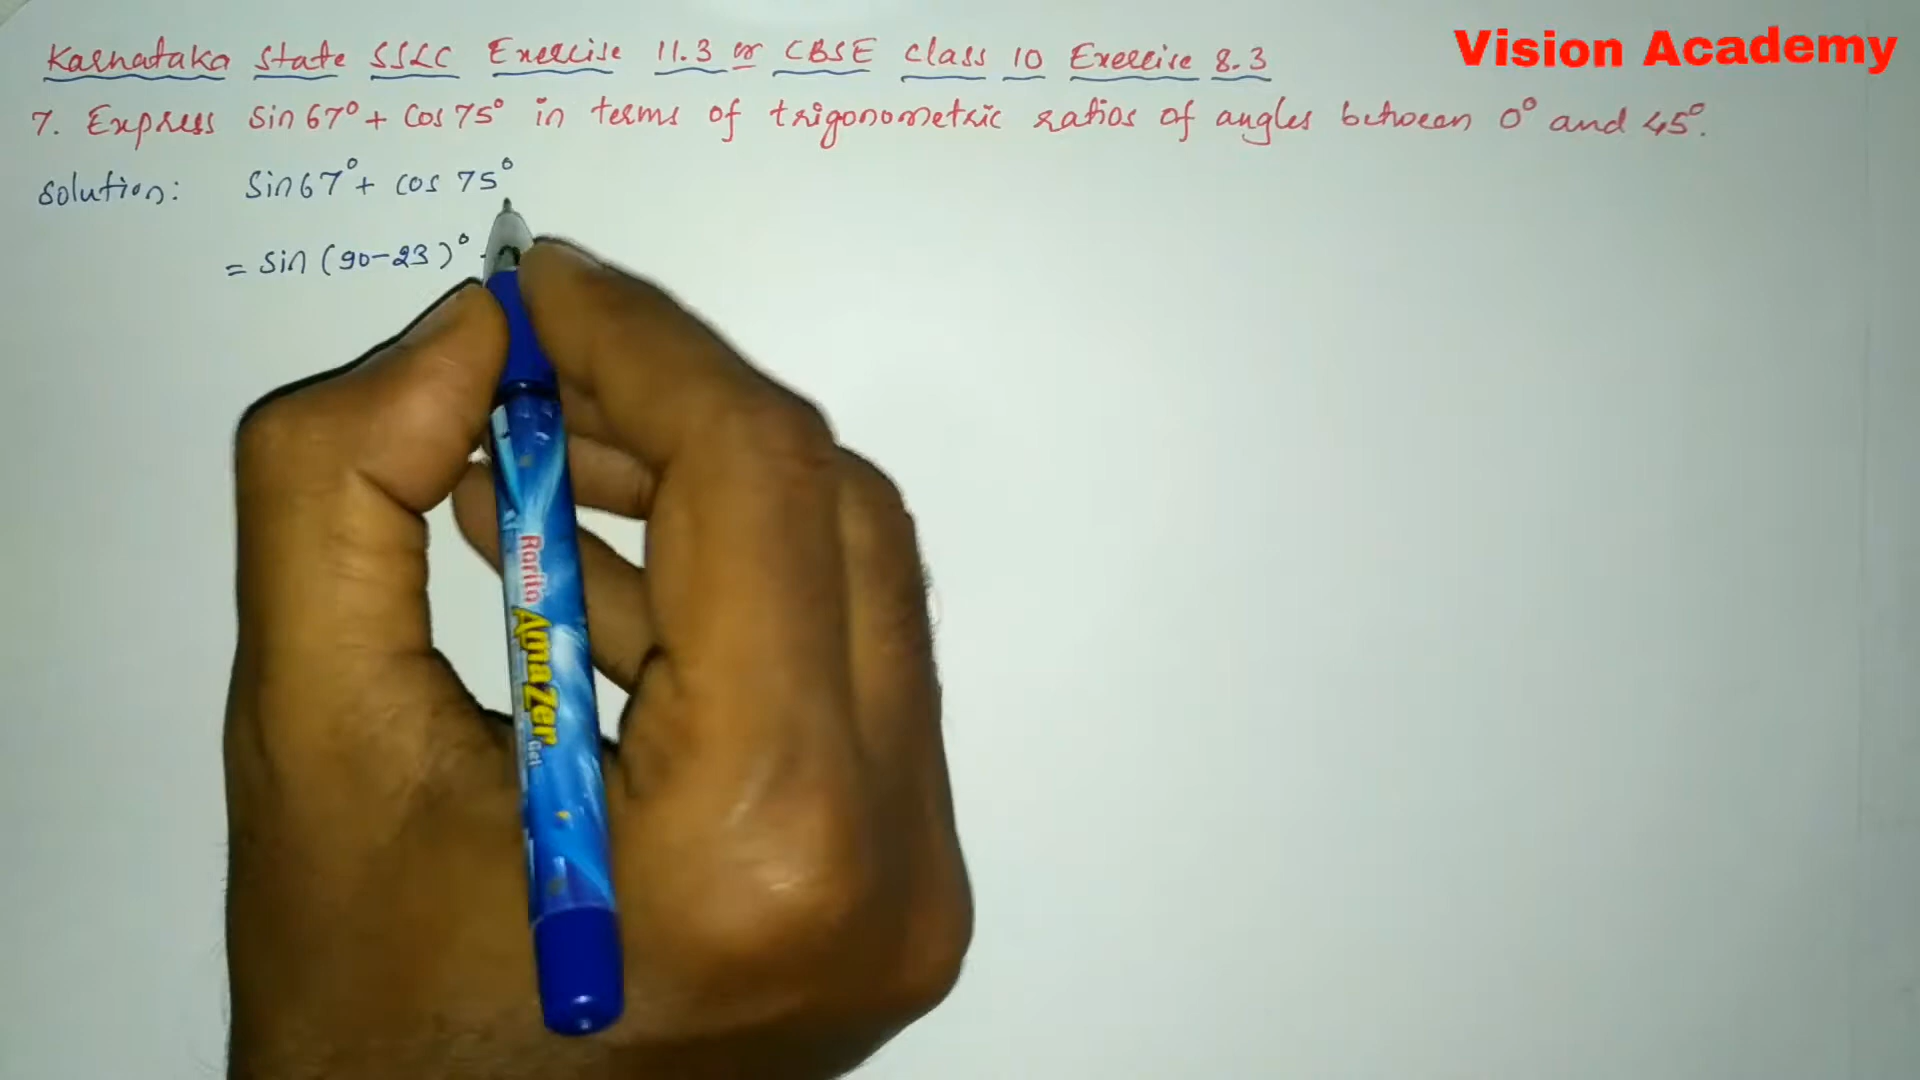 Karnataka State SSLC Exercise 11.3 or CBSE class 10 Exercise 8.3
Vision Academy
7. Express Sin 67° + Cos 75° in terms of trigonometric ratios of angles between 0° and 45°.
Solution: Sin 67° + cos 75°
= Sin (90-23)°
Rorito
AmaZer
Gel